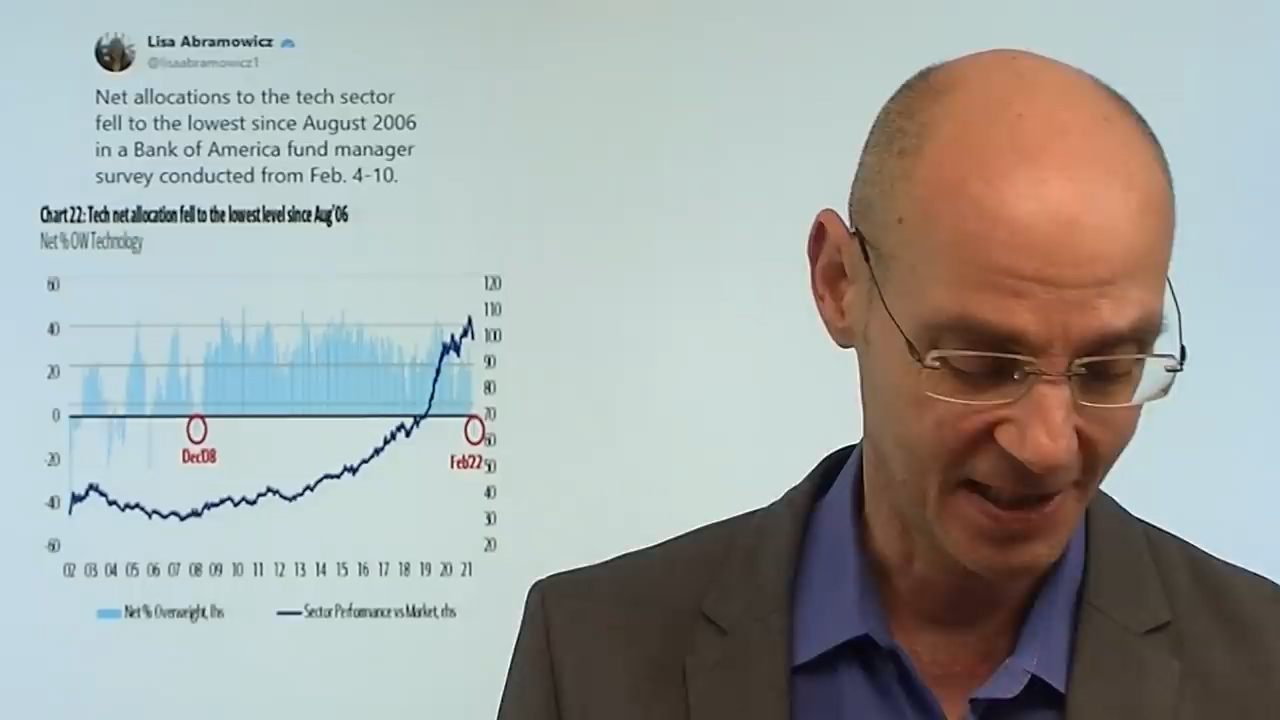 Lisa Abramowicz
@lisaabramowicz1
Net allocations to the tech sector
fell to the lowest since August 2006
in a Bank of America fund manager
survey conducted from Feb. 4-10.
Chart 22: Tech net allocation fell to the lowest level since Aug'06
Net % OW Technology
60 120
110
40 100
90
20 80
0 70
60
Dec08
-20 Feb22 50
-40 40
30
-60 20
02 03 04 05 06 07 08 09 10 11 12 13 14 15 16 17 18 19 20 21
Net % Overweight, lhs Sector Performance vs Market, rhs